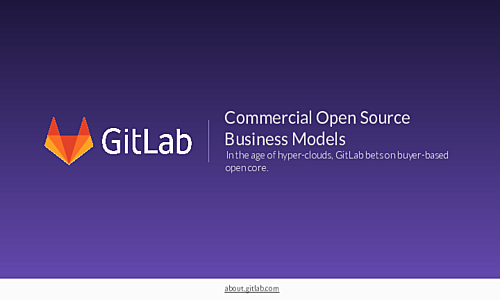 GitLab
Commercial Open Source
Business Models
In the age of hyper-clouds, GitLab bets on buyer-based
open core.
about.gitlab.com